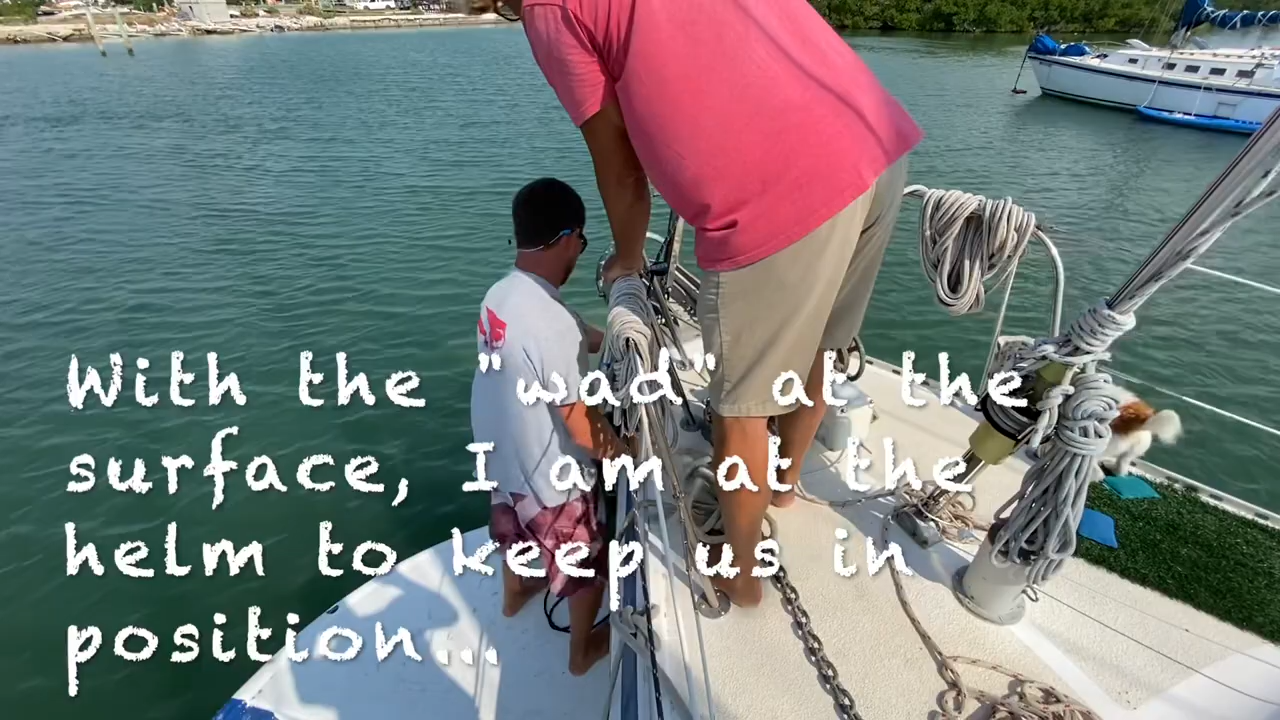 With the "wad" at the
surface, I am at the
helm to keep us in
position...